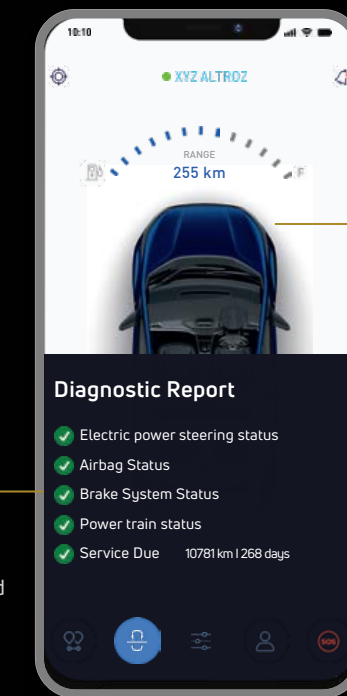 10:10
XYZ ALTROZ
RANGE
255 km
F
Diagnostic Report
Electric power steering status
Airbag Status
Brake System Status
Power train status
Service Due 10781 km I 268 days
d
SOS